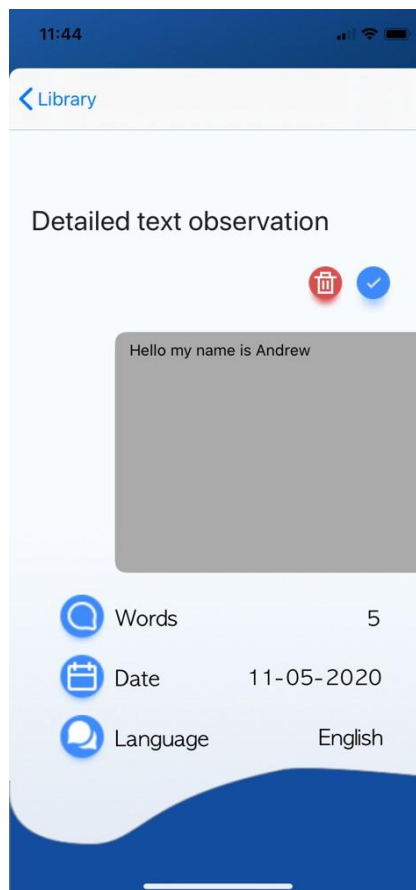 11:44
Library
Detailed text observation
Hello my name is Andrew
Words 5
Date 11-05-2020
Language English